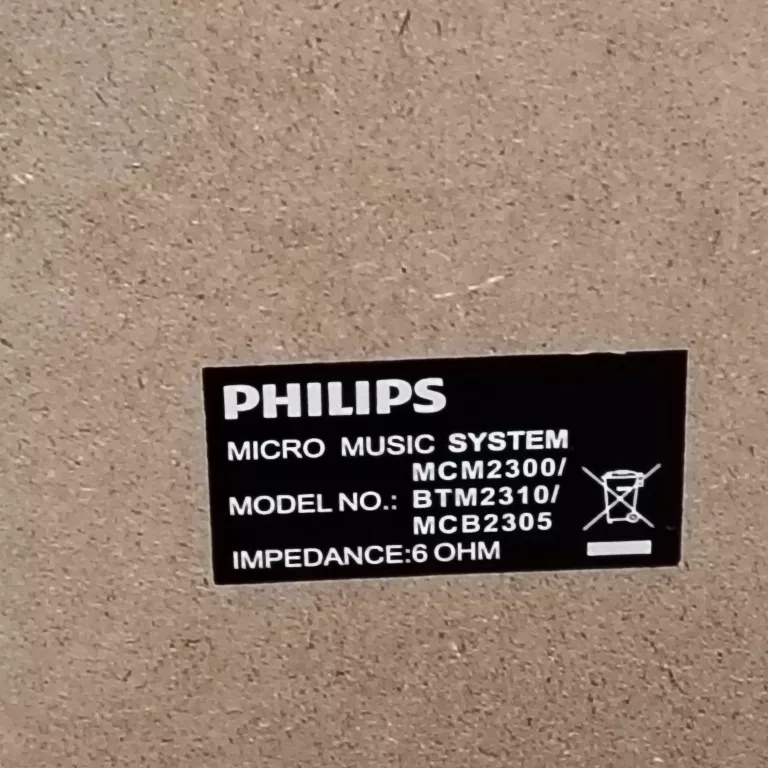 PHILIPS
MICRO MUSIC SYSTEM
MCM2300/
MODEL NO.: BTM2310/
MCB2305
IMPEDANCE:6 OHM